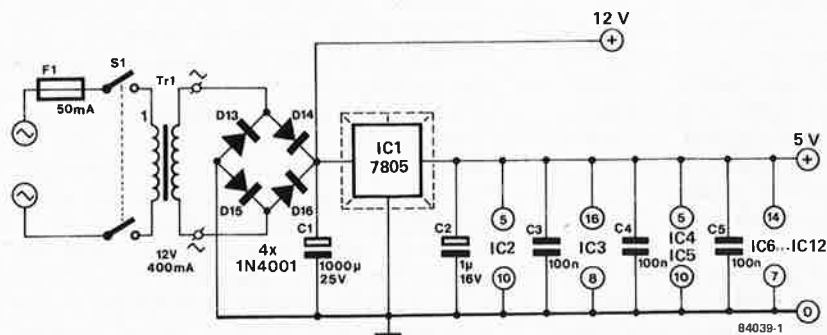 12 V
+
F1
50mA
S1
Tr1
1
~
~
12V
400mA
D13
D14
D15
D16
4x
1N4001
C1
1000µ
25V
IC1
7805
C2
1µ
16V
5
IC2
10
C3
100n
16
IC3
8
C4
100n
5
IC4
IC5
10
C5
100n
14
IC6...IC12
7
5 V
+
0
84039-1